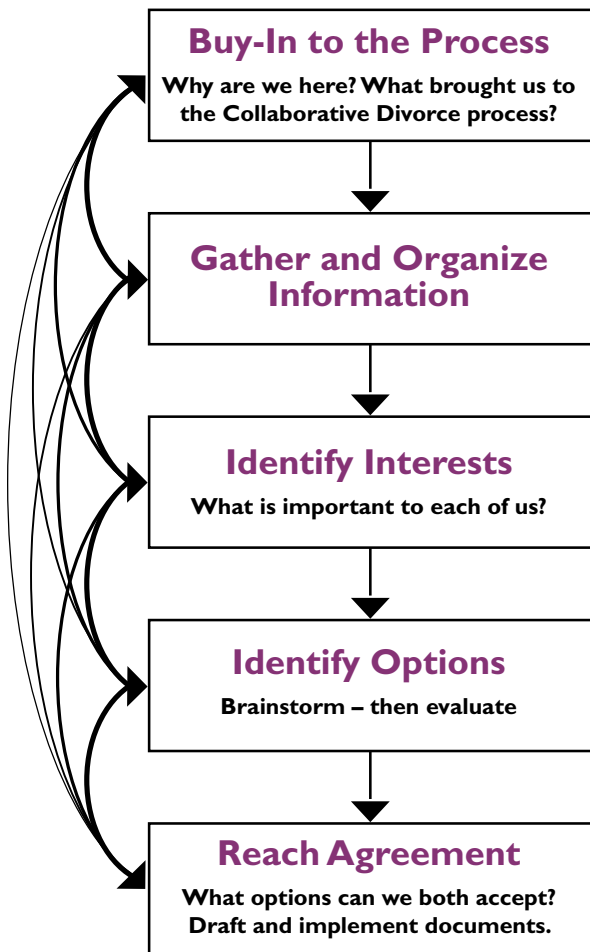 Buy-In to the Process
Why are we here? What brought us to
the Collaborative Divorce process?
Gather and Organize
Information
Identify Interests
What is important to each of us?
Identify Options
Brainstorm – then evaluate
Reach Agreement
What options can we both accept?
Draft and implement documents.